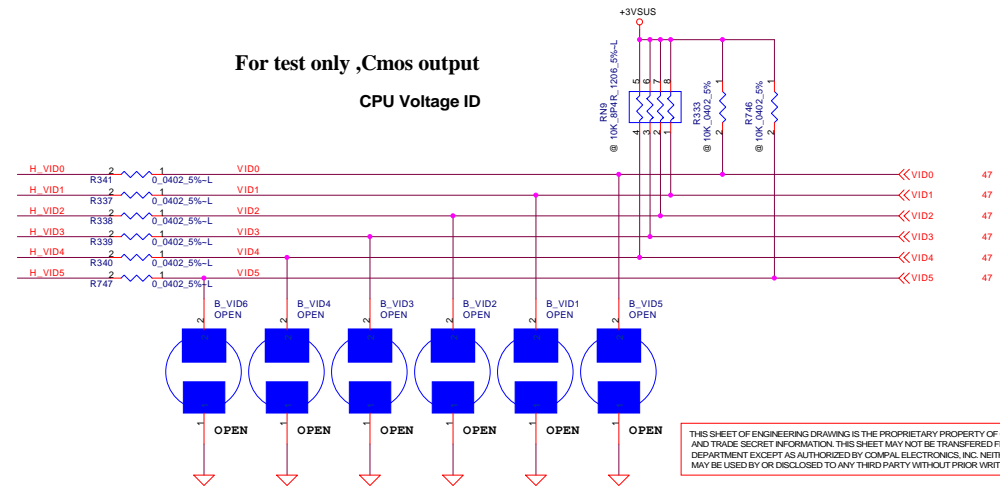 +3VSUS
For test only ,Cmos output
CPU Voltage ID
RN9
@ 10K_8P4R_1206_5%~L
5 6 7 8
4 3 2 1
R333
@ 10K_0402_5%
1
2
R746
@ 10K_0402_5%
1
2
H_VID0 2 1 VID0 VID0 47
R341 0_0402_5%~L
H_VID1 2 1 VID1 VID1 47
R337 0_0402_5%~L
H_VID2 2 1 VID2 VID2 47
R338 0_0402_5%~L
H_VID3 2 1 VID3 VID3 47
R339 0_0402_5%~L
H_VID4 2 1 VID4 VID4 47
R340 0_0402_5%~L
H_VID5 2 1 VID5 VID5 47
R747 0_0402_5%~L
B_VID6 B_VID4 B_VID3 B_VID2 B_VID1 B_VID5
OPEN OPEN OPEN OPEN OPEN OPEN
2 2 2 2 2 2
1 1 1 1 1 1
OPEN OPEN OPEN OPEN OPEN OPEN
THIS SHEET OF ENGINEERING DRAWING IS THE PROPRIETARY PROPERTY OF
AND TRADE SECRET INFORMATION. THIS SHEET MAY NOT BE TRANSFERED
DEPARTMENT EXCEPT AS AUTHORIZED BY COMPAL ELECTRONICS, INC.
MAY BE USED BY OR DISCLOSED TO ANY THIRD PARTY WITHOUT PRIOR